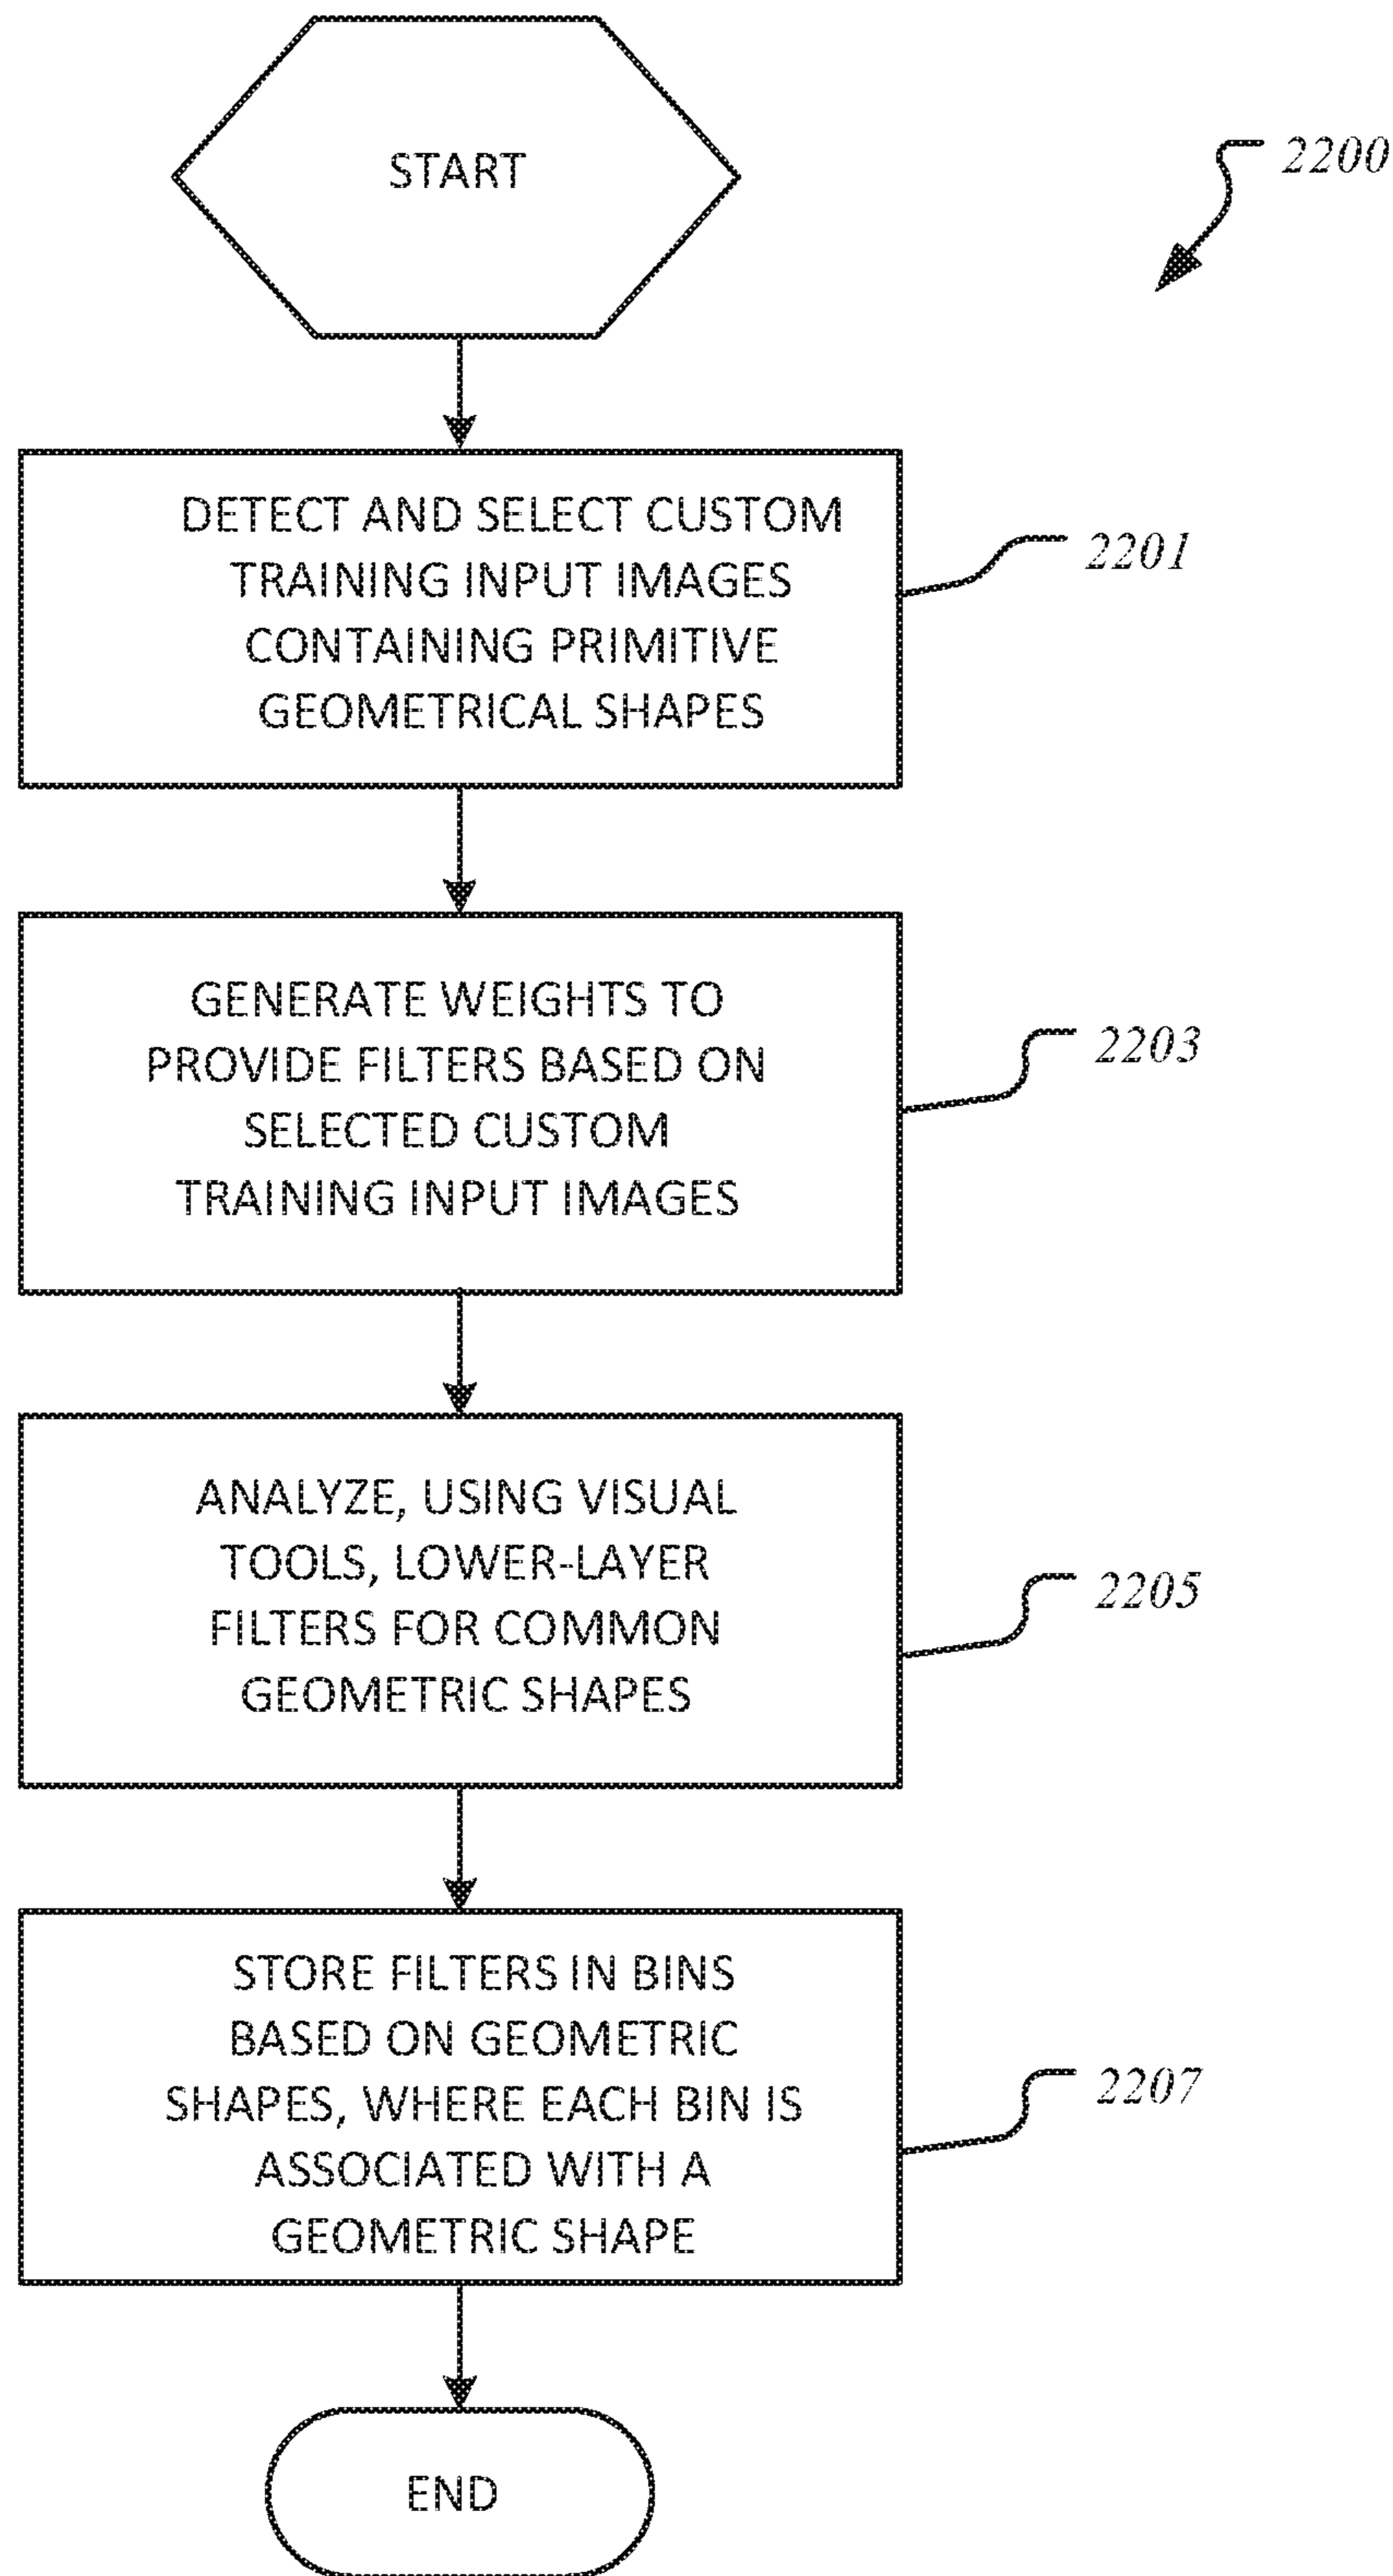 START
2200
DETECT AND SELECT CUSTOM
TRAINING INPUT IMAGES
CONTAINING PRIMITIVE
GEOMETRICAL SHAPES
2201
GENERATE WEIGHTS TO
PROVIDE FILTERS BASED ON
SELECTED CUSTOM
TRAINING INPUT IMAGES
2203
ANALYZE, USING VISUAL
TOOLS, LOWER-LAYER
FILTERS FOR COMMON
GEOMETRIC SHAPES
2205
STORE FILTERS IN BINS
BASED ON GEOMETRIC
SHAPES, WHERE EACH BIN IS
ASSOCIATED WITH A
GEOMETRIC SHAPE
2207
END